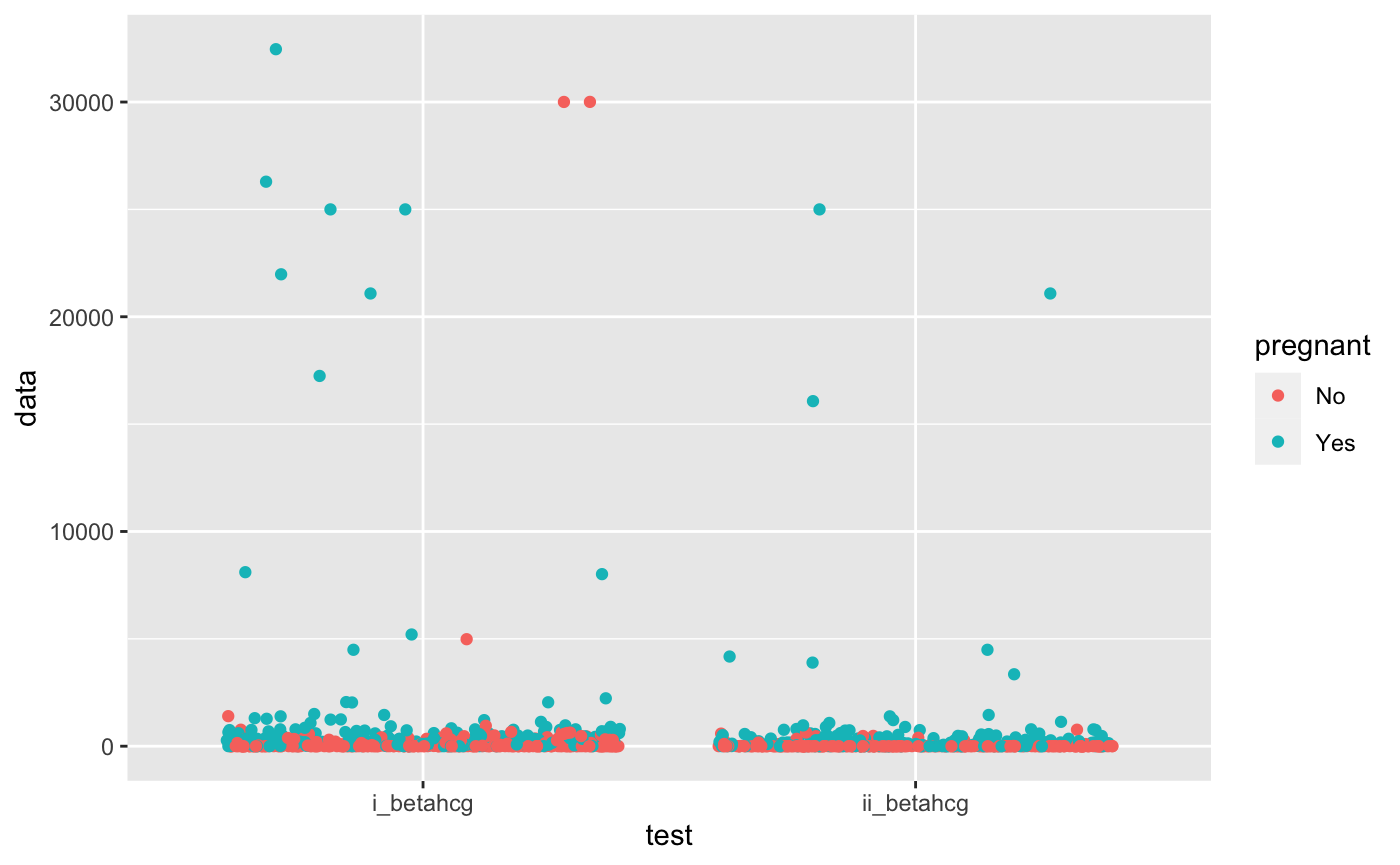 30000
20000
10000
0
data
i_betahcg
ii_betahcg
test
pregnant
No
Yes